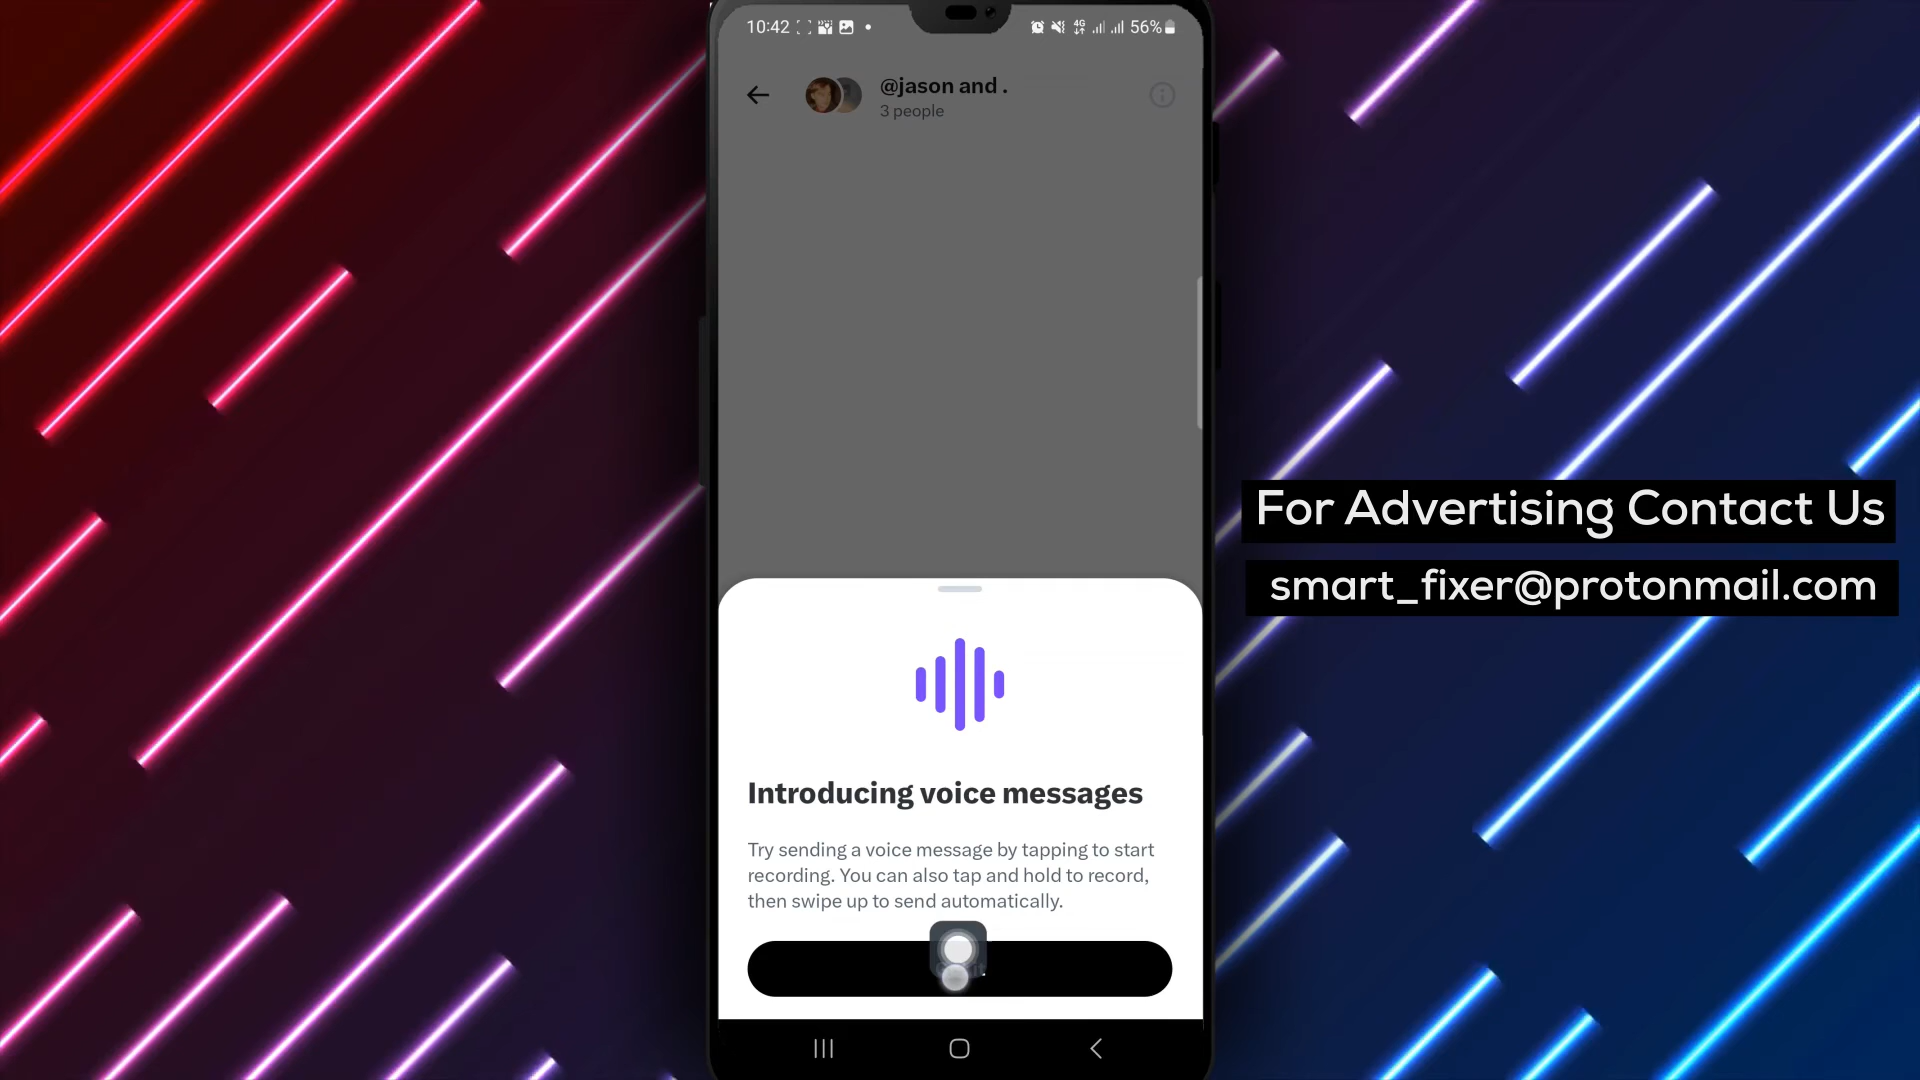 10:42
4G
56%
@jason and .
3 people
For Advertising Contact Us
smart_fixer@protonmail.com
Introducing voice messages
Try sending a voice message by tapping to start
recording. You can also tap and hold to record,
then swipe up to send automatically.